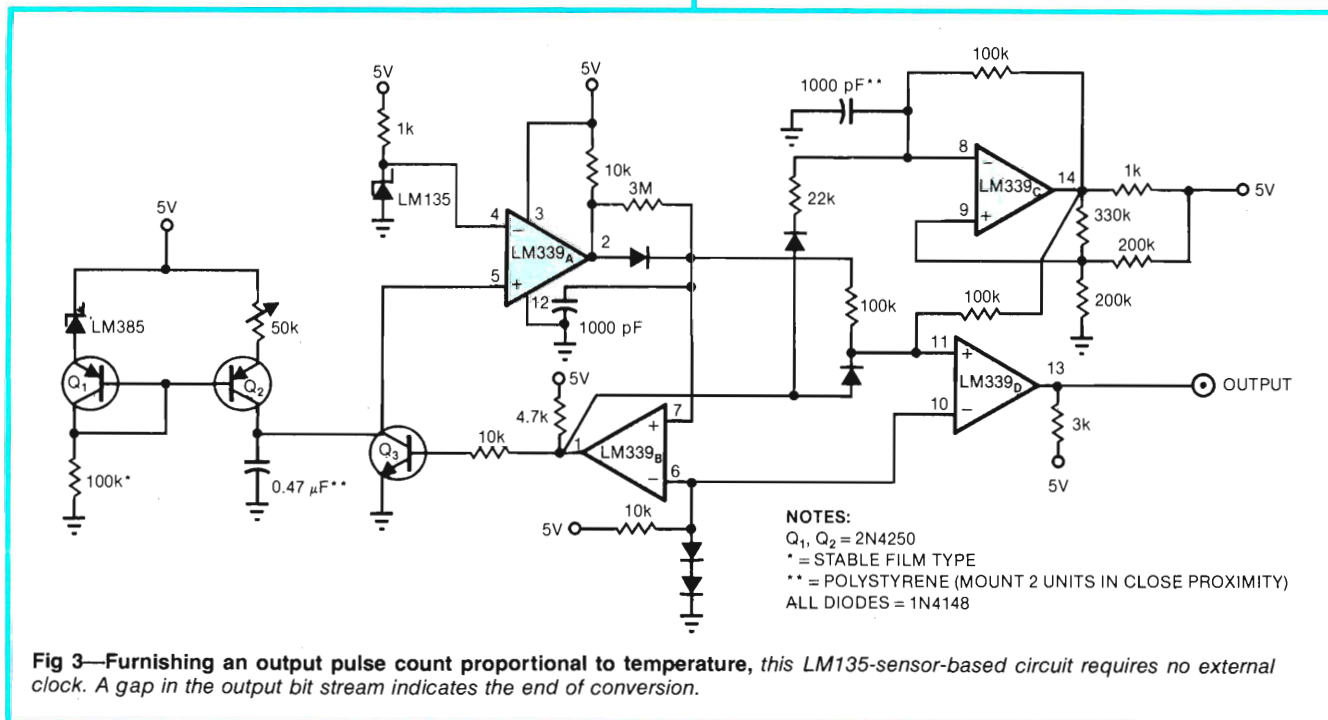 5V
1k
LM135
5V
10k
3M
4
3
LM339A
2
5
+
12
1000 pF
5V
LM385
50k
Q1
Q2
100k*
0.47 μF**
Q3
10k
5V
4.7k
1
LM339B
7
+
6
−
5V
10k
1000 pF**
100k
8
−
LM339C
14
1k
5V
9
+
330k
200k
200k
22k
100k
100k
11
+
LM339D
13
OUTPUT
10
−
3k
5V
NOTES:
Q1, Q2 = 2N4250
* = STABLE FILM TYPE
** = POLYSTYRENE (MOUNT 2 UNITS IN CLOSE PROXIMITY)
ALL DIODES = 1N4148
Fig 3—Furnishing an output pulse count proportional to temperature, this LM135-sensor-based circuit requires no external
clock. A gap in the output bit stream indicates the end of conversion.